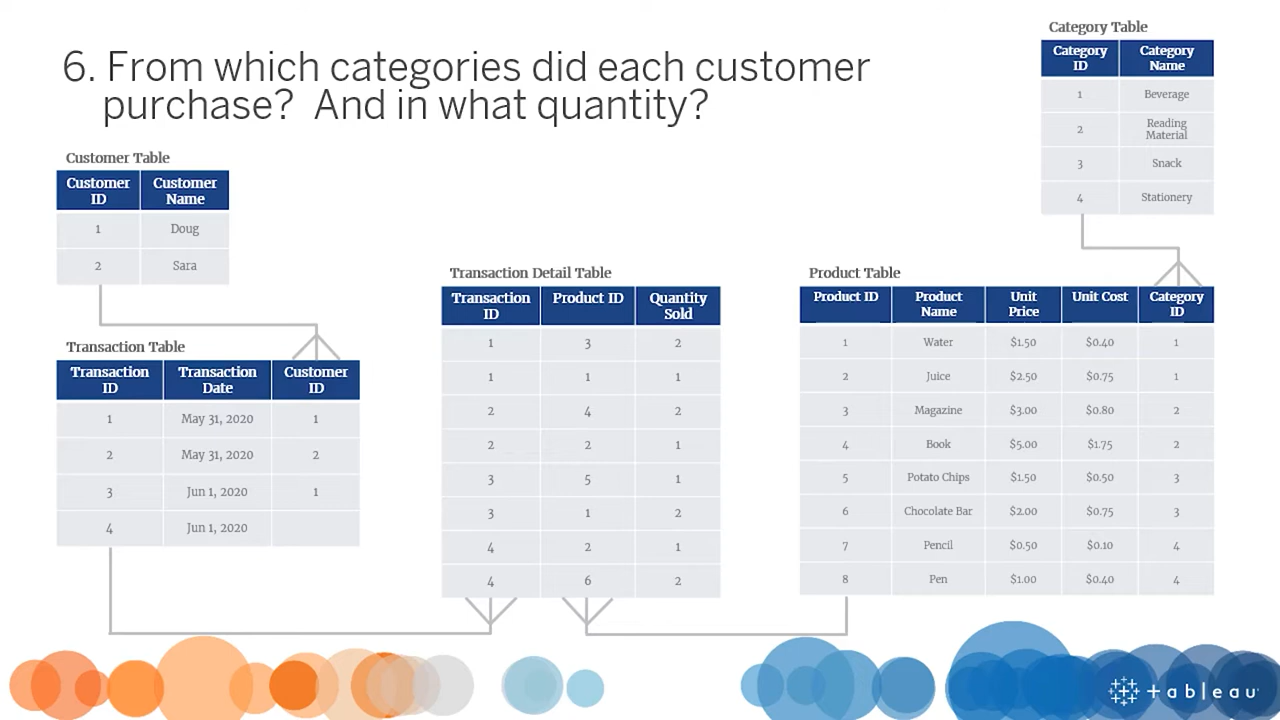 6. From which categories did each customer
purchase? And in what quantity?
Category Table
Category ID | Category Name
1 | Beverage
2 | Reading Material
3 | Snack
4 | Stationery
Customer Table
Customer ID | Customer Name
1 | Doug
2 | Sara
Transaction Table
Transaction ID | Transaction Date | Customer ID
1 | May 31, 2020 | 1
2 | May 31, 2020 | 2
3 | Jun 1, 2020 | 1
4 | Jun 1, 2020
Transaction Detail Table
Transaction ID | Product ID | Quantity Sold
1 | 3 | 2
1 | 1 | 1
2 | 4 | 2
2 | 2 | 1
3 | 5 | 1
3 | 1 | 2
4 | 2 | 1
4 | 6 | 2
Product Table
Product ID | Product Name | Unit Price | Unit Cost | Category ID
1 | Water | $1.50 | $0.40 | 1
2 | Juice | $2.50 | $0.75 | 1
3 | Magazine | $3.00 | $0.80 | 2
4 | Book | $5.00 | $1.75 | 2
5 | Potato Chips | $1.50 | $0.50 | 3
6 | Chocolate Bar | $2.00 | $0.75 | 3
7 | Pencil | $0.50 | $0.10 | 4
8 | Pen | $1.00 | $0.40 | 4
tableau